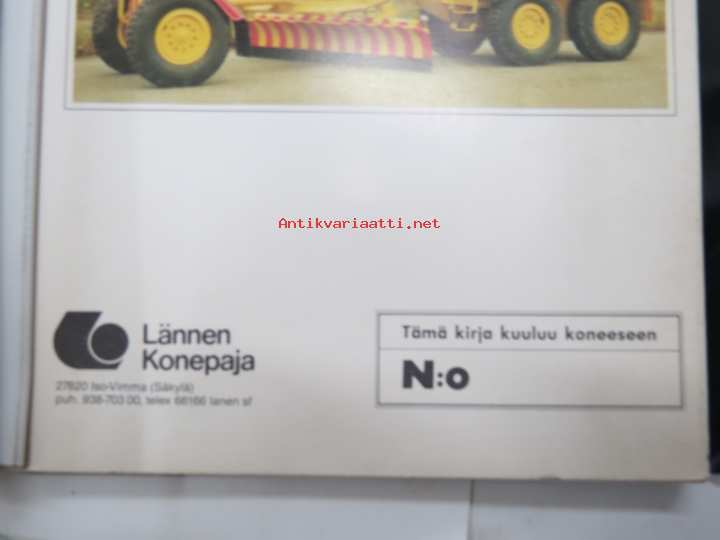 Antikvariaatti.net
Lännen
Konepaja
27820 Iso-Vimma (Säkylä)
puh. 938-703 00, telex 66166 lanen sf
Tämä kirja kuuluu koneeseen
N:o